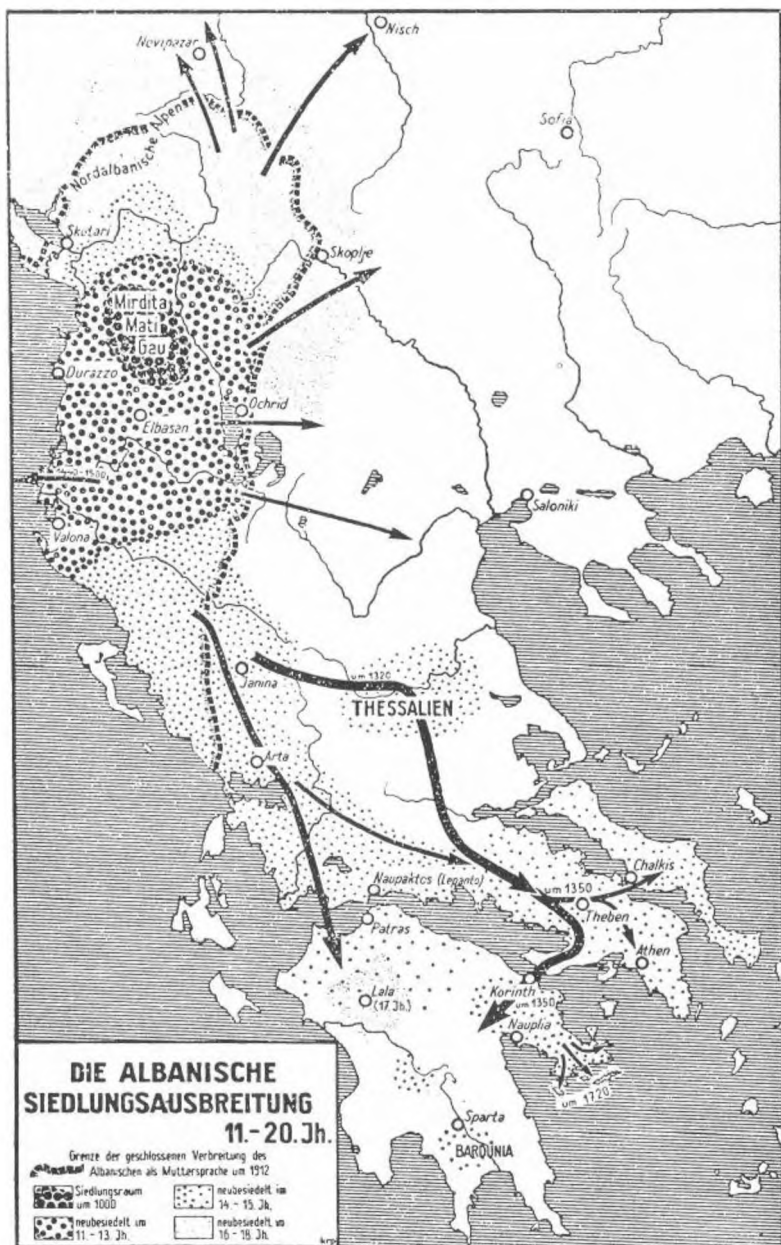 Novipazar
Nisch
Sofia
Nordalbanische Alpen
Skutari
Skoplje
Mirdita
Mati
Gau
Durazzo
Elbasan
Ochrid
Valona
Saloniki
Janina
um 1320
THESSALIEN
Arta
Naupaktos (Lepanto)
Chalkis
um 1350
Theben
Patras
Athen
Lala
(17. Jh.)
Korinth
um 1350
Nauplia
um 1720
Sparta
BARDUNIA
DIE ALBANISCHE
SIEDLUNGSAUSBREITUNG
11.-20. Jh.
Grenze der geschlossenen Verbreitung des
Albanischen als Muttersprache um 1912
Siedlungsraum
um 1000
neubesiedelt im
14.-15. Jh.
neubesiedelt im
11.-13. Jh.
neubesiedelt
16-18. Jh.